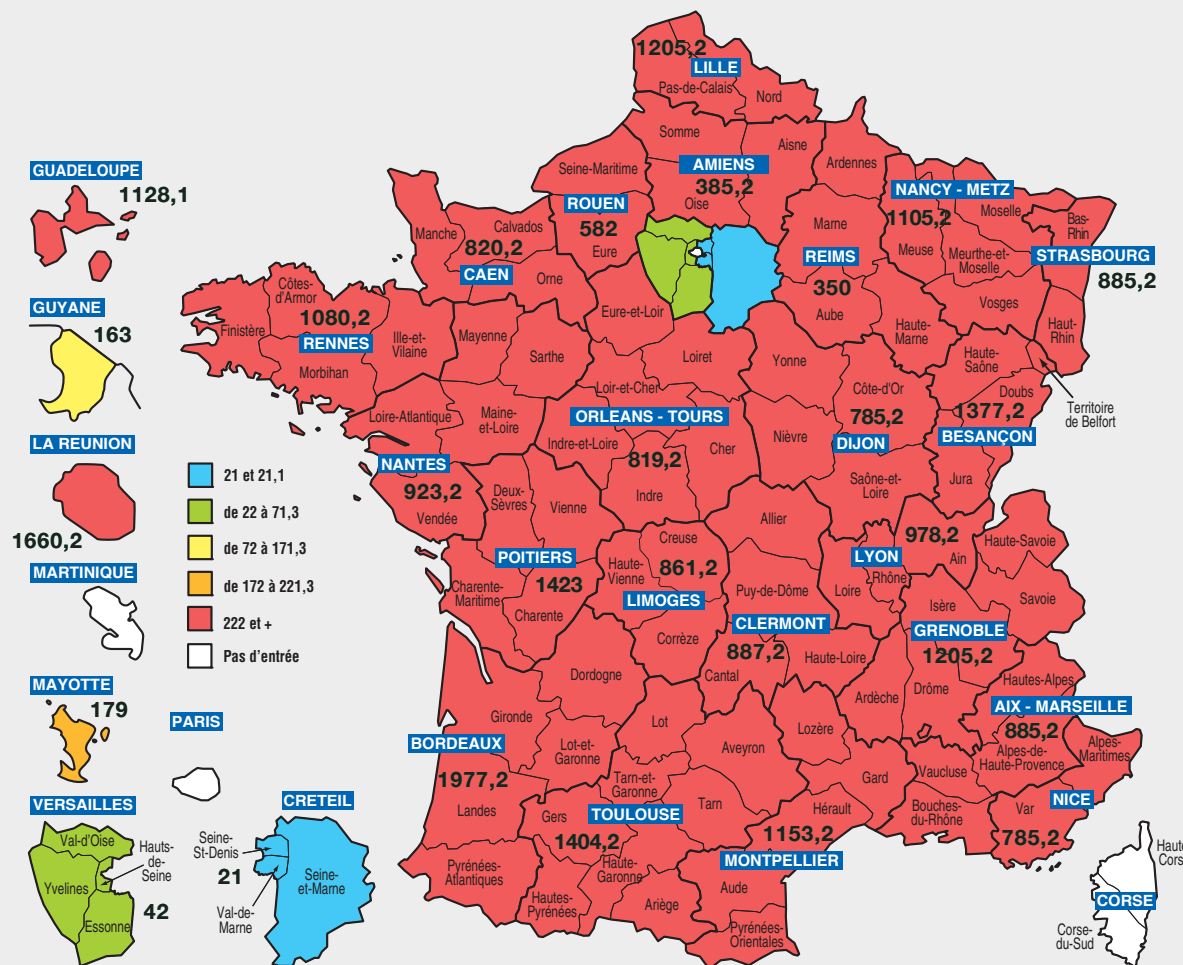 1205,2
LILLE
Pas-de-Calais
Nord
Somme
Aisne
Ardennes
Seine-Maritime
AMIENS
385,2
Oise
ROUEN
582
Eure
Manche
Calvados
820,2
CAEN
Orne
Marne
REIMS
350
Aube
Haute-
Marne
NANCY - METZ
1105,2
Moselle
Meuse
Meurthe-et-
Moselle
Vosges
Bas-
Rhin
STRASBOURG
885,2
Haut-
Rhin
GUADELOUPE
1128,1
GUYANE
163
LA REUNION
1660,2
MARTINIQUE
MAYOTTE
179
PARIS
VERSAILLES
Val-d'Oise
Hauts-
de-
Seine
Yvelines
42
Essonne
CRETEIL
Seine-
St-Denis
21
Val-de-
Marne
Seine-
et-Marne
21 et 21,1
de 22 à 71,3
de 72 à 171,3
de 172 à 221,3
222 et +
Pas d'entrée
Côtes-
d'Armor
1080,2
Finistère
RENNES
Ille-et-
Vilaine
Morbihan
Mayenne
Sarthe
Eure-et-Loir
Loiret
Loir-et-Cher
ORLEANS - TOURS
Indre-et-Loire
819,2
Cher
Indre
Loire-Atlantique
Maine-
et-Loire
NANTES
923,2
Vendée
Yonne
Côte-d'Or
785,2
Nièvre
DIJON
Saône-et-
Loire
Haute-
Saône
Doubs
1377,2
BESANÇON
Jura
Territoire
de Belfort
Deux-
Sèvres
Vienne
POITIERS
1423
Charente-
Maritime
Charente
Creuse
Haute-
Vienne
861,2
LIMOGES
Corrèze
Allier
Puy-de-Dôme
CLERMONT
887,2
Haute-Loire
Cantal
978,2
LYON
Ain
Rhône
Loire
Haute-Savoie
Savoie
Isère
GRENOBLE
1205,2
Ardèche
Drôme
Hautes-Alpes
AIX - MARSEILLE
885,2
Alpes-de-
Haute-Provence
Vaucluse
Bouches-
du-Rhône
Alpes-
Maritimes
NICE
Var
785,2
Dordogne
Gironde
BORDEAUX
1977,2
Lot-et-
Garonne
Landes
Pyrénées-
Atlantiques
Lot
Aveyron
Tarn-et-
Garonne
TOULOUSE
Tarn
Gers
1404,2
Haute-
Garonne
Hautes-
Pyrénées
Ariège
Lozère
Gard
Hérault
1153,2
MONTPELLIER
Aude
Pyrénées-
Orientales
Haute
Cors
CORSE
Corse-
du-Sud